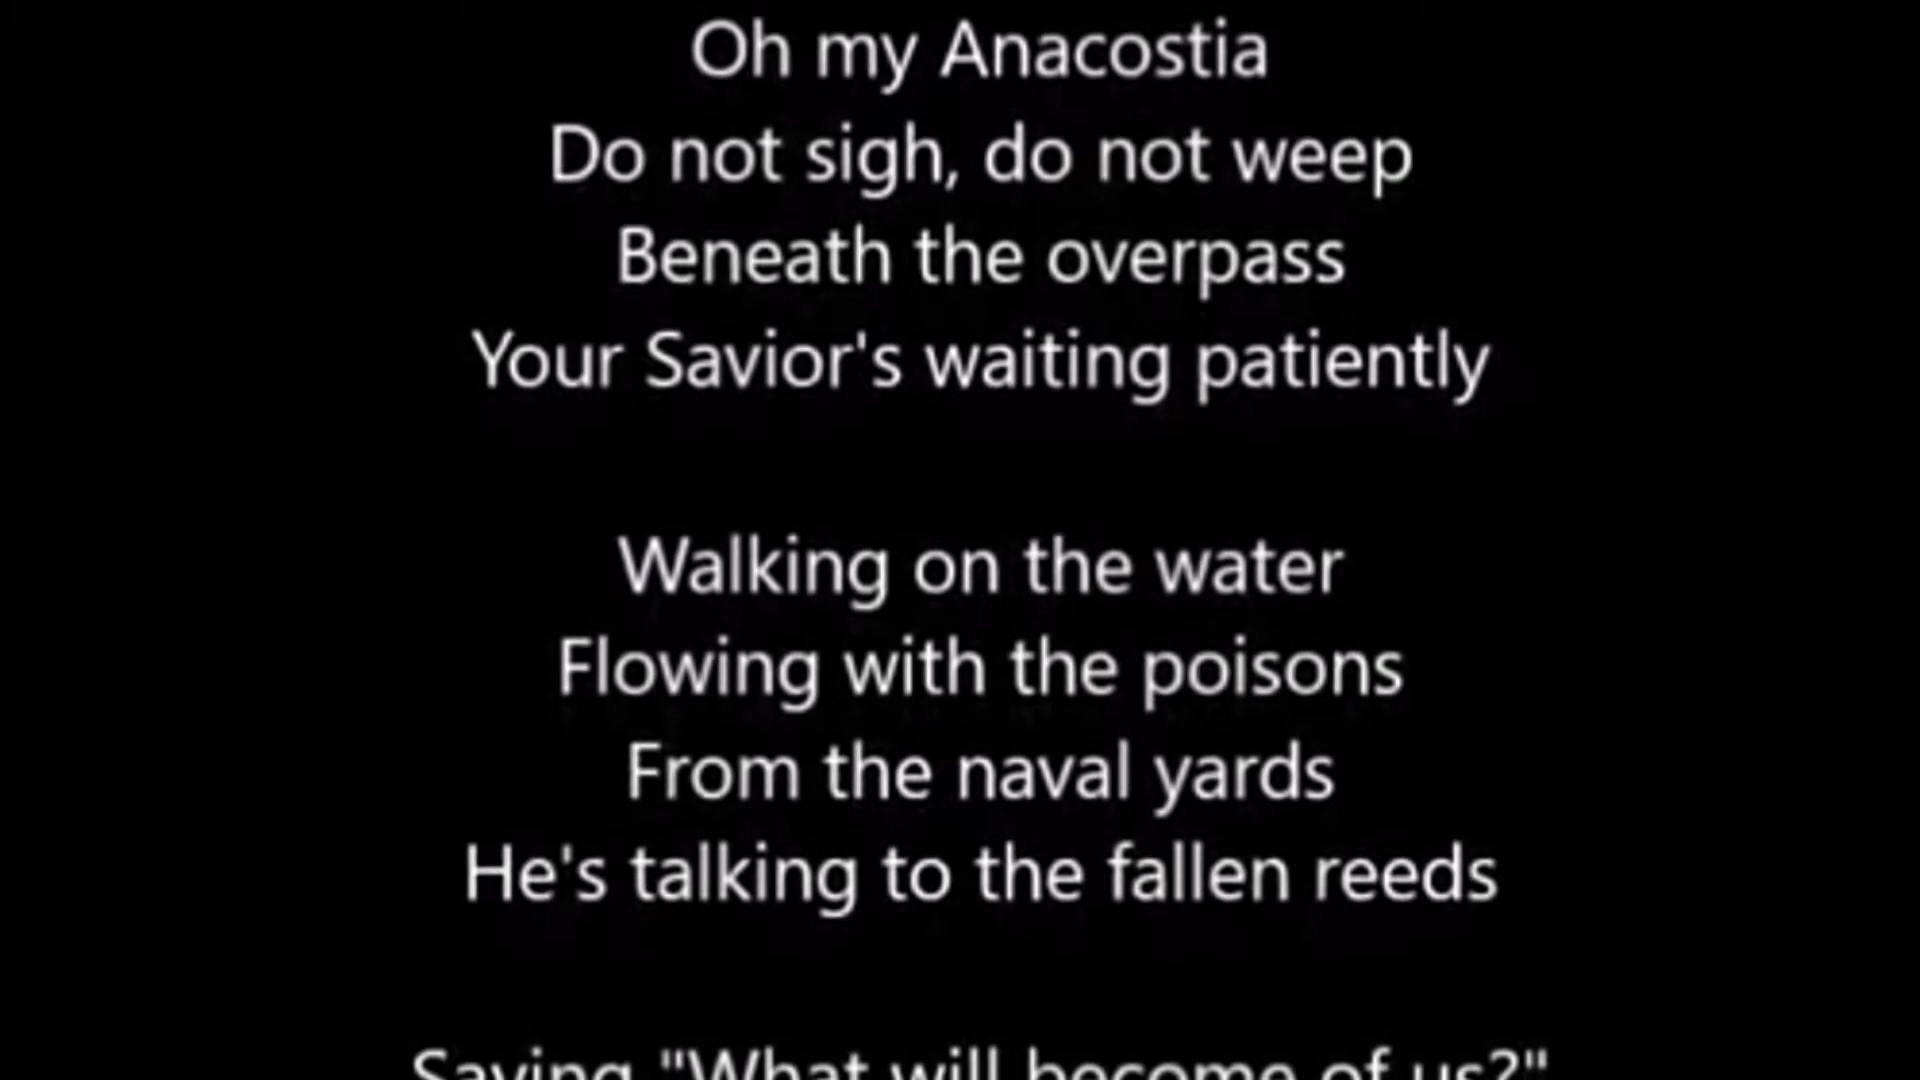 Oh my Anacostia
Do not sigh, do not weep
Beneath the overpass
Your Savior's waiting patiently
Walking on the water
Flowing with the poisons
From the naval yards
He's talking to the fallen reeds
Saying "What will become of us?"